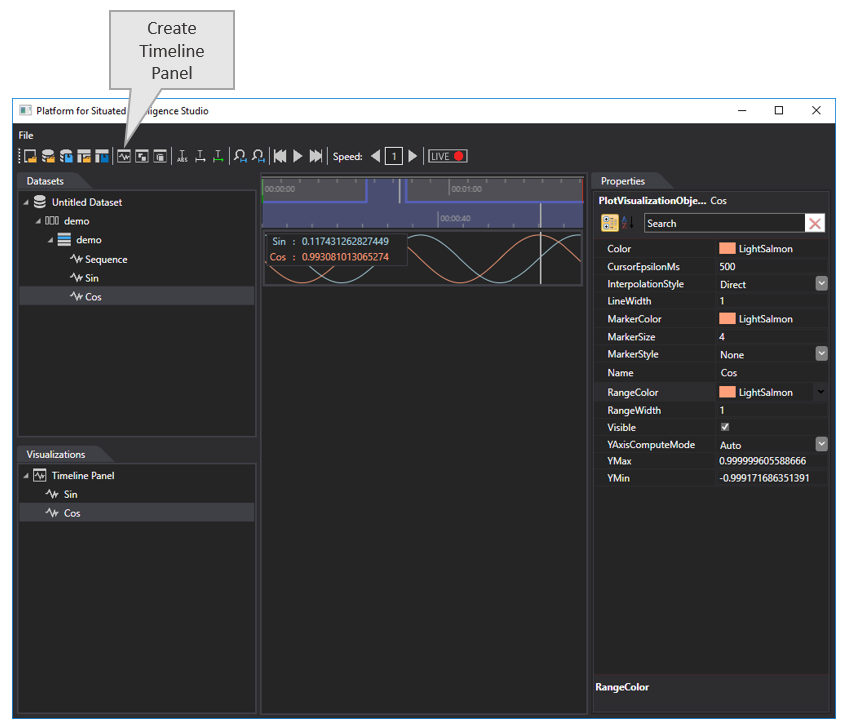 Create
Timeline
Panel
Platform for Situated lligence Studio
File
ABS
Speed: 1 LIVE
Datasets
Untitled Dataset
demo
demo
Sequence
Sin
Cos
Visualizations
Timeline Panel
Sin
Cos
00:00:00 00:01:00
00:00:40
Sin : 0.117431262827449
Cos : 0.993081013065274
Properties
PlotVisualizationObje... Cos
Search
Color LightSalmon
CursorEpsilonMs 500
InterpolationStyle Direct
LineWidth 1
MarkerColor LightSalmon
MarkerSize 4
MarkerStyle None
Name Cos
RangeColor LightSalmon
RangeWidth 1
Visible
YAxisComputeMode Auto
YMax 0.999999605588666
YMin -0.999171686351391
RangeColor